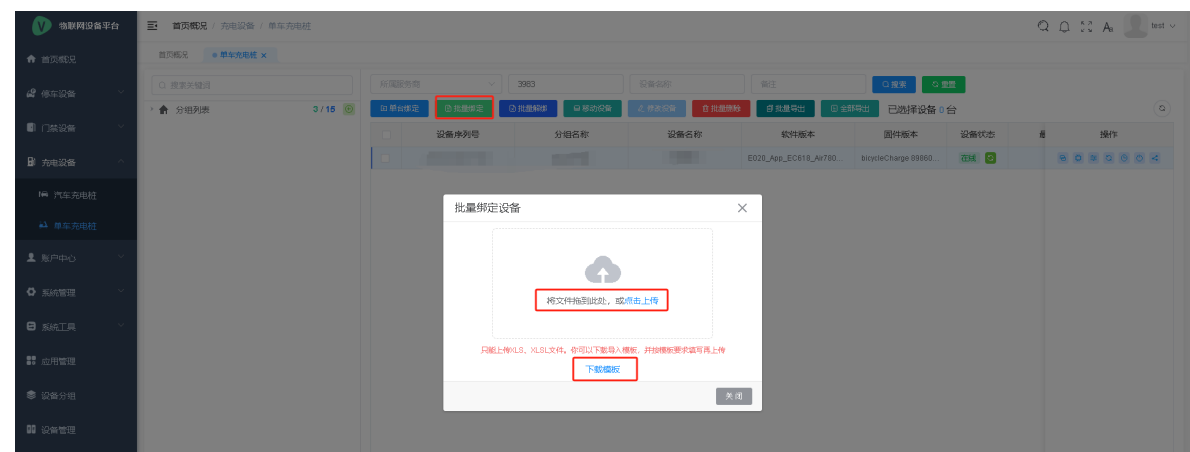 物联网设备平台
首页概况 / 充电设备 / 单车充电桩
test
首页概况
单车充电桩 ×
首页概况
停车设备
门禁设备
充电设备
汽车充电桩
单车充电桩
账户中心
系统管理
系统工具
应用管理
设备分组
设备管理
搜索关键词
分组列表
3 / 15
所属服务商
3983
设备名称
备注
搜索
重置
单台绑定
批量绑定
批量解绑
移动设备
修改设备
批量删除
批量导出
全部导出
已选择设备 0 台
设备序列号
分组名称
设备名称
软件版本
固件版本
设备状态
操作
E020_App_EC618_Air780...
bicycleCharge 89860...
在线
批量绑定设备
将文件拖到此处，或点击上传
只能上传XLS、XLSL文件。你可以下载导入模板，并按模板要求填写再上传
下载模板
关 闭